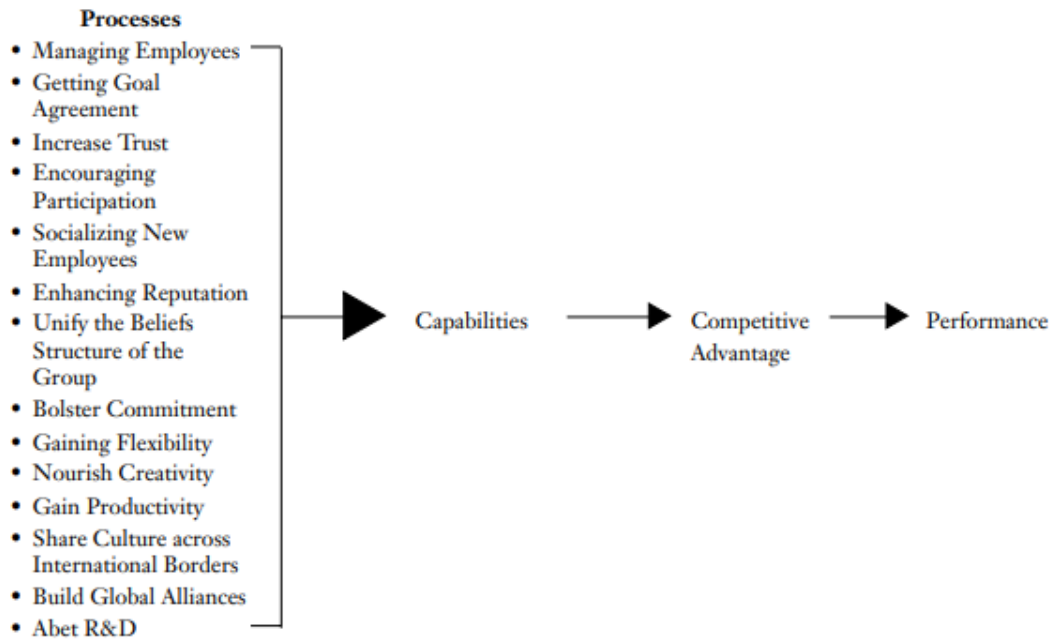 Processes
• Managing Employees
• Getting Goal
Agreement
• Increase Trust
• Encouraging
Participation
• Socializing New
Employees
• Enhancing Reputation
• Unify the Beliefs
Structure of the
Group
• Bolster Commitment
• Gaining Flexibility
• Nourish Creativity
• Gain Productivity
• Share Culture across
International Borders
• Build Global Alliances
• Abet R&D
Capabilities
Competitive
Advantage
Performance